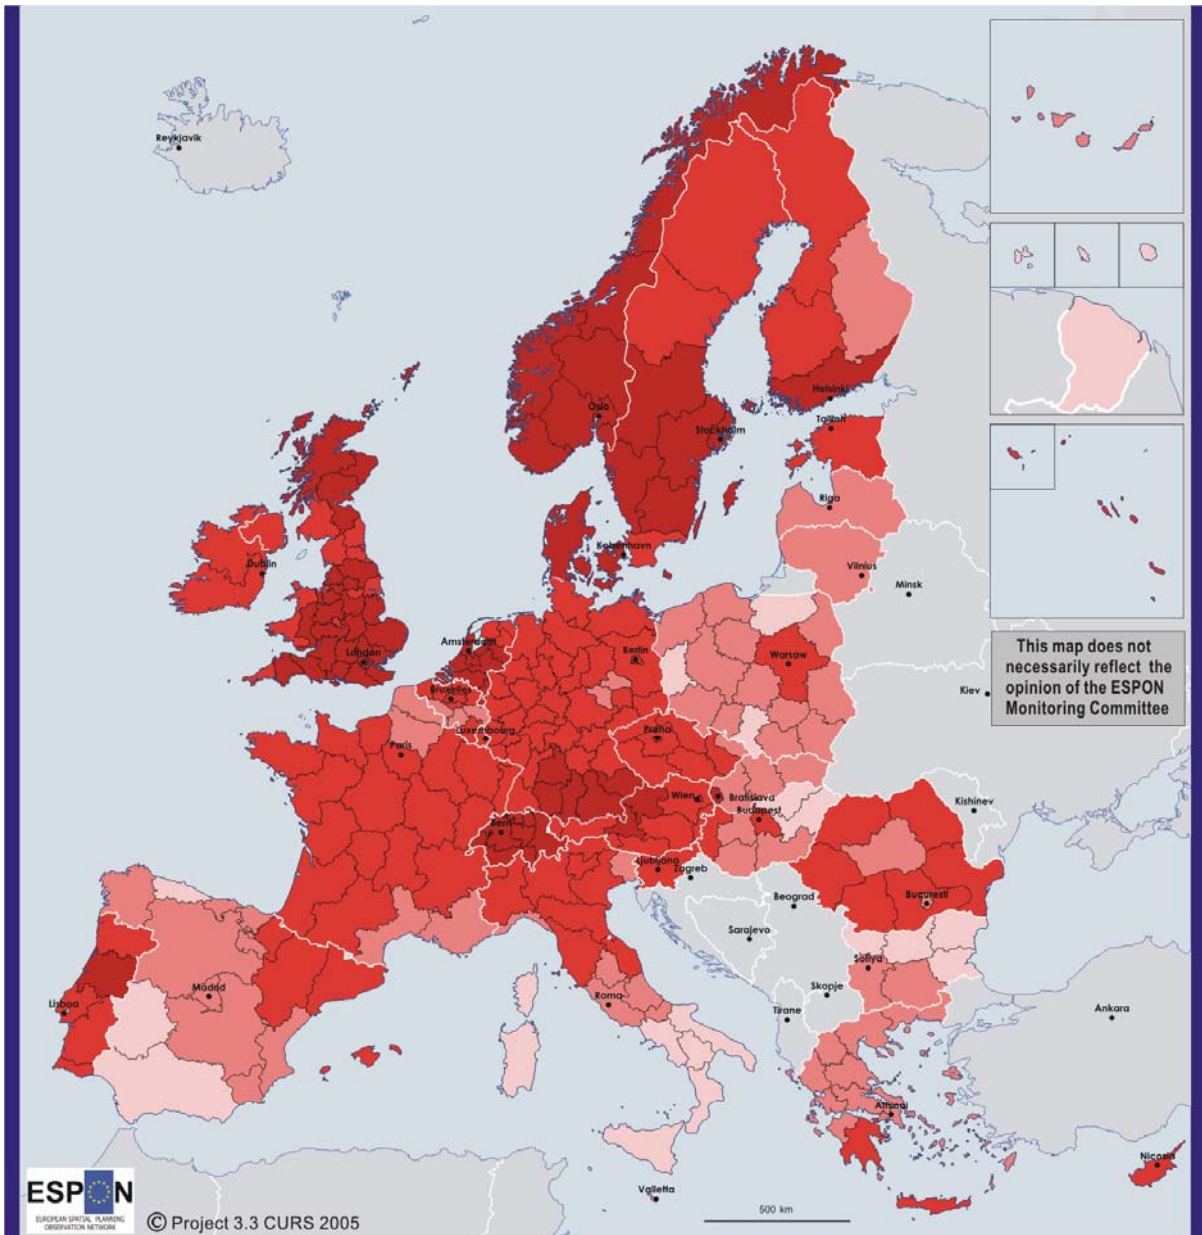 Reykjavik
Oslo
Helsinki
Stockholm
Tallinn
Riga
København
Vilnius
Minsk
Dublin
Amsterdam
London
Berlin
Warsaw
Bruxelles
Kiev
Luxembourg
Praha
Paris
Wien
Bratislava
Kishinev
Budapest
Bern
Ljubljana
Zagreb
Beograd
Bucuresti
Sarajevo
Sofiya
Madrid
Roma
Skopje
Lisboa
Tirane
Ankara
Athinai
Nicosia
Valletta
This map does not
necessarily reflect the
opinion of the ESPON
Monitoring Committee
ESPON
EUROPEAN SPATIAL PLANNING
OBSERVATION NETWORK
© Project 3.3 CURS 2005
500 km